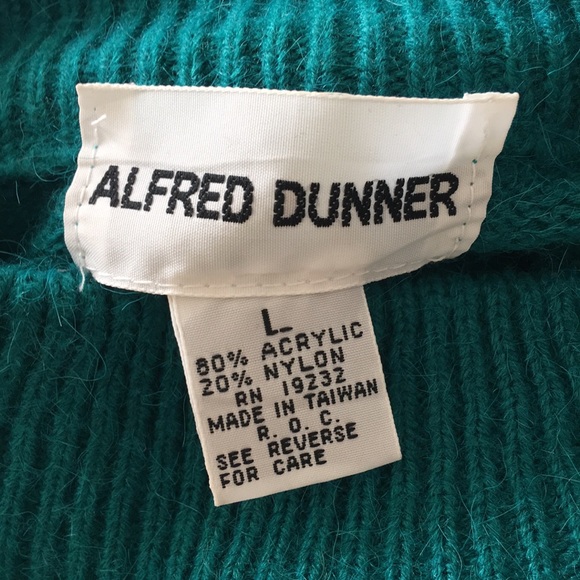 ALFRED DUNNER
L
80% ACRYLIC
20% NYLON
RN 19232
MADE IN TAIWAN
R. O. C.
SEE REVERSE
FOR CARE